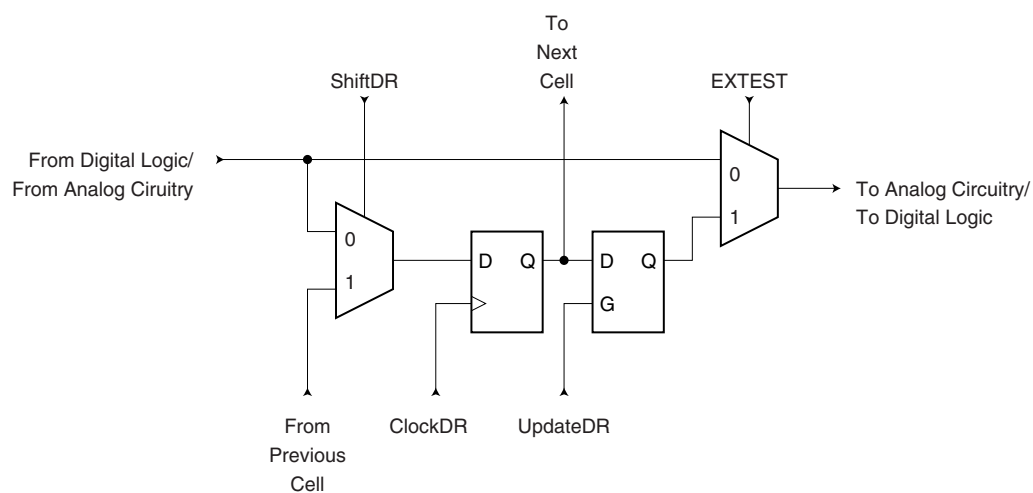 To
Next
Cell
ShiftDR
EXTEST
From Digital Logic/
From Analog Ciruitry
0
1
To Analog Circuitry/
To Digital Logic
0
1
D Q
D Q
G
From
Previous
Cell
ClockDR
UpdateDR